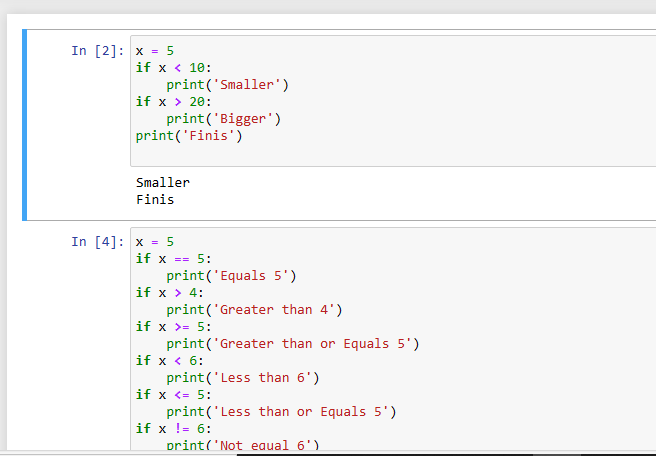 In [2]: x = 5
if x < 10:
    print('Smaller')
if x > 20:
    print('Bigger')
print('Finis')
Smaller
Finis
In [4]: x = 5
if x == 5:
    print('Equals 5')
if x > 4:
    print('Greater than 4')
if x >= 5:
    print('Greater than or Equals 5')
if x < 6:
    print('Less than 6')
if x <= 5:
    print('Less than or Equals 5')
if x != 6:
    print('Not equal 6')